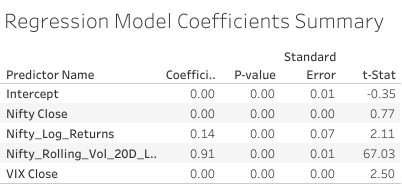 Regression Model Coefficients Summary
Standard
Predictor Name Coeffici.. P-value Error t-Stat
Intercept 0.00 0.00 0.01 -0.35
Nifty Close 0.00 0.00 0.00 0.77
Nifty_Log_Returns 0.14 0.00 0.07 2.11
Nifty_Rolling_Vol_20D_L.. 0.91 0.00 0.01 67.03
VIX Close 0.00 0.00 0.00 2.50